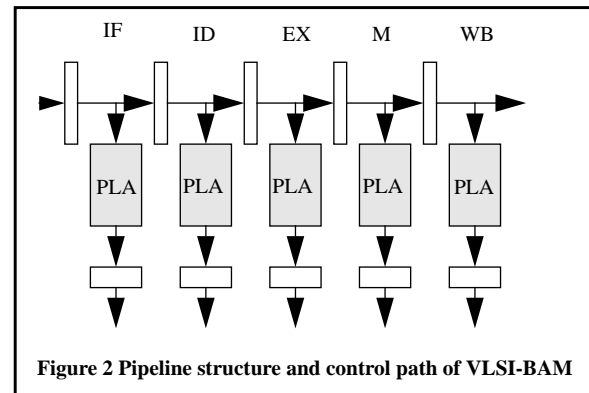 IF ID EX M WB
PLA PLA PLA PLA PLA
Figure 2 Pipeline structure and control path of VLSI-BAM